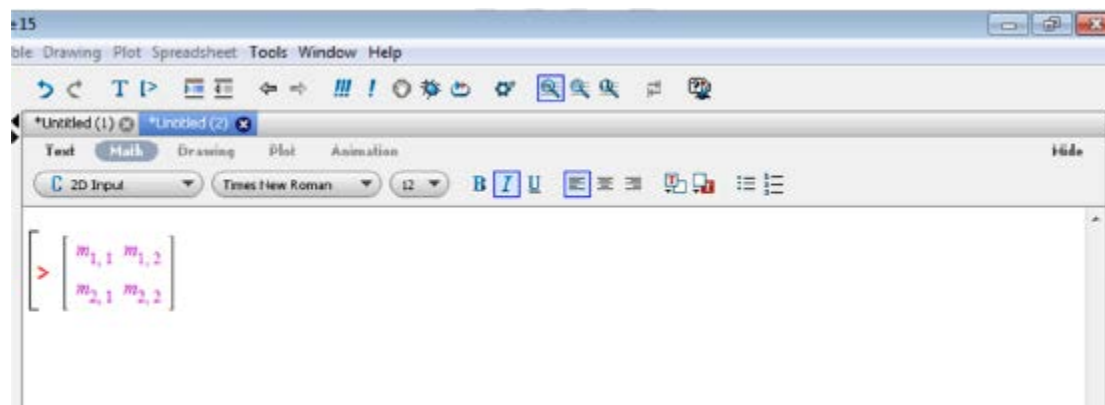 15
ble Drawing Plot Spreadsheet Tools Window Help
T !!! !
*Untitled (1) *Untitled (2)
Text Math Drawing Plot Animation Hide
C 2D Input Times New Roman 12 B I U
> m1, 1 m1, 2
m2, 1 m2, 2